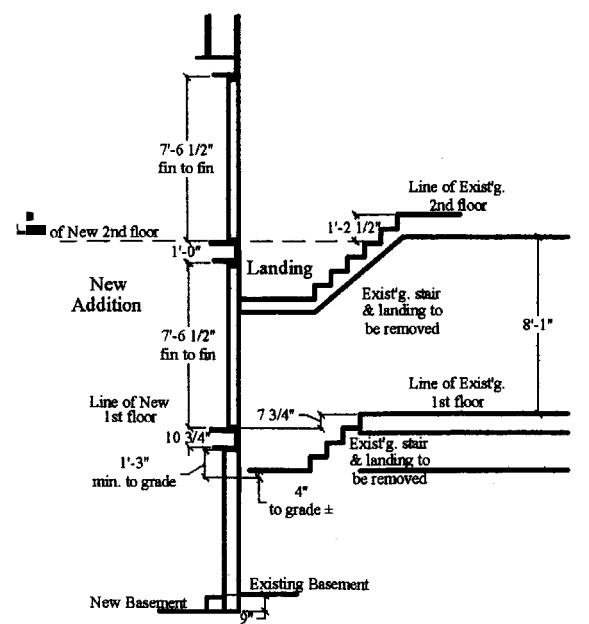 7'-6 1/2"
fin to fin
Line of Exist'g.
2nd floor
1'-2 1/2"
of New 2nd floor
1'-0"
Landing
New
Addition
Exist'g. stair
& landing to
be removed
8'-1"
7'-6 1/2"
fin to fin
Line of Exist'g.
1st floor
Line of New
1st floor
7 3/4"
10 3/4"
Exist'g. stair
& landing to
be removed
1'-3"
min. to grade
4"
to grade ±
Existing Basement
New Basement
9"